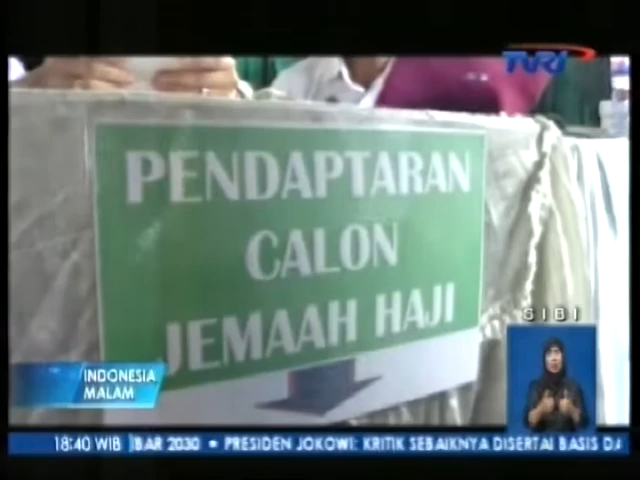 TVRI
PENDAPTARAN
CALON
JEMAAH HAJI
SIBI
INDONESIA
MALAM
18:40 WIB BAR 2030 • PRESIDEN JOKOWI: KRITIK SEBAIKNYA DISERTAI BASIS DA